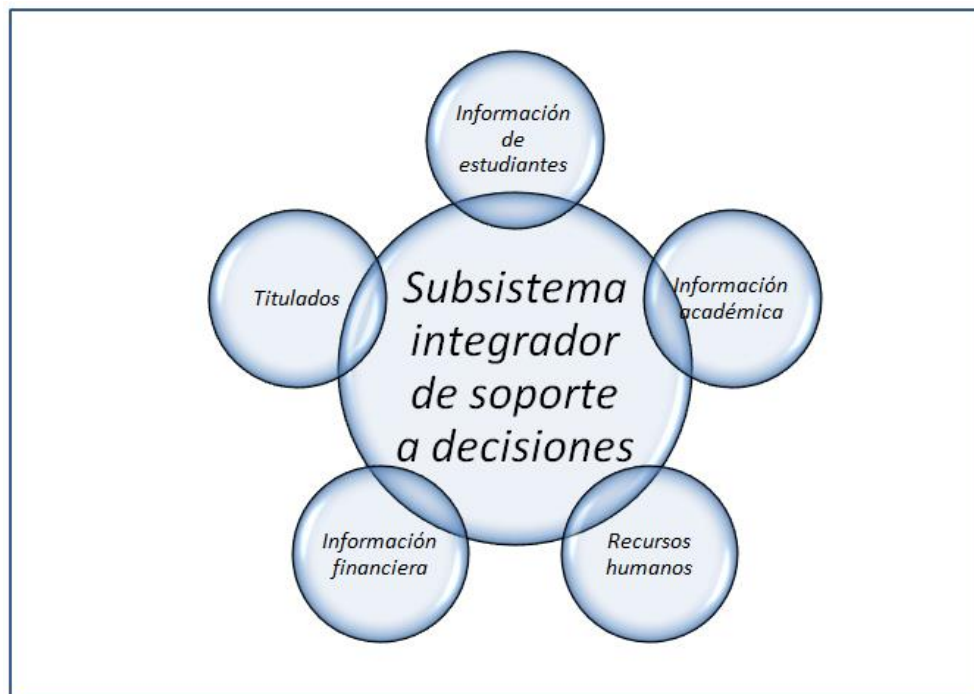 Información
de
estudiantes
Titulados
Información
académica
Subsistema
integrador
de soporte
a decisiones
Información
financiera
Recursos
humanos